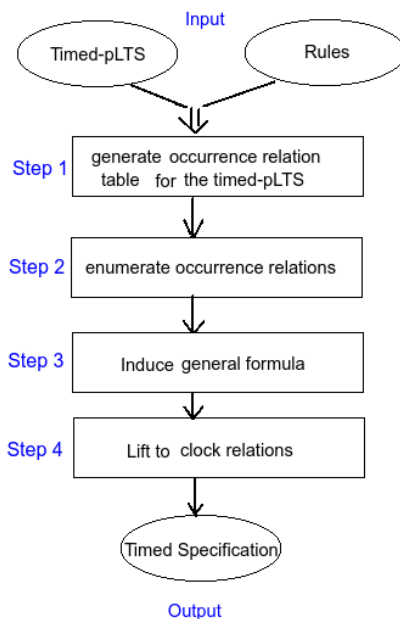 Input
Timed-pLTS
Rules
Step 1
generate occurrence relation
table for the timed-pLTS
Step 2
enumerate occurrence relations
Step 3
Induce general formula
Step 4
Lift to clock relations
Timed Specification
Output